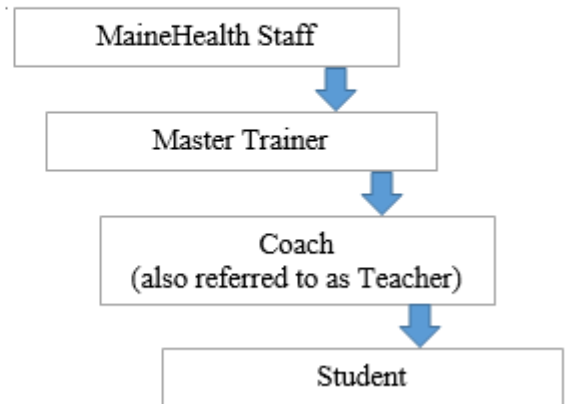 MaineHealth Staff
Master Trainer
Coach
(also referred to as Teacher)
Student